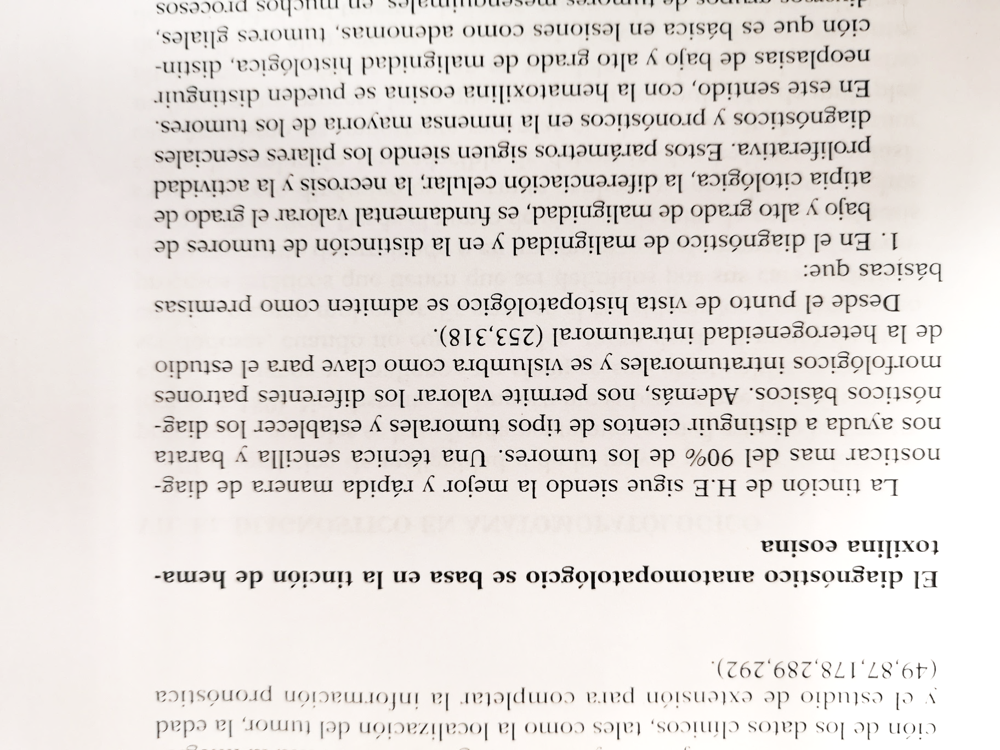 ción de los datos clínicos, tales como la localización del tumor, la edad
y el estudio de extensión para completar la información pronóstica
(49,87,178,289,292).
El diagnóstico anatomopatológcio se basa en la tinción de hema-
toxilina eosina
La tinción de H.E sigue siendo la mejor y rápida manera de diag-
nosticar mas del 90% de los tumores. Una técnica sencilla y barata
nos ayuda a distinguir cientos de tipos tumorales y establecer los diag-
nósticos básicos. Además, nos permite valorar los diferentes patrones
morfológicos intratumorales y se vislumbra como clave para el estudio
de la heterogeneidad intratumoral (253,318).
Desde el punto de vista histopatológico se admiten como premisas
básicas que:
1. En el diagnóstico de malignidad y en la distinción de tumores de
bajo y alto grado de malignidad, es fundamental valorar el grado de
atipia citológica, la diferenciación celular, la necrosis y la actividad
proliferativa. Estos parámetros siguen siendo los pilares esenciales
diagnósticos y pronósticos en la inmensa mayoría de los tumores.
En este sentido, con la hematoxilina eosina se pueden distinguir
neoplasias de bajo y alto grado de malignidad histológica, distin-
ción que es básica en lesiones como adenomas, tumores gliales,
diversos grupos de tumores mesenquimales, en muchos procesos